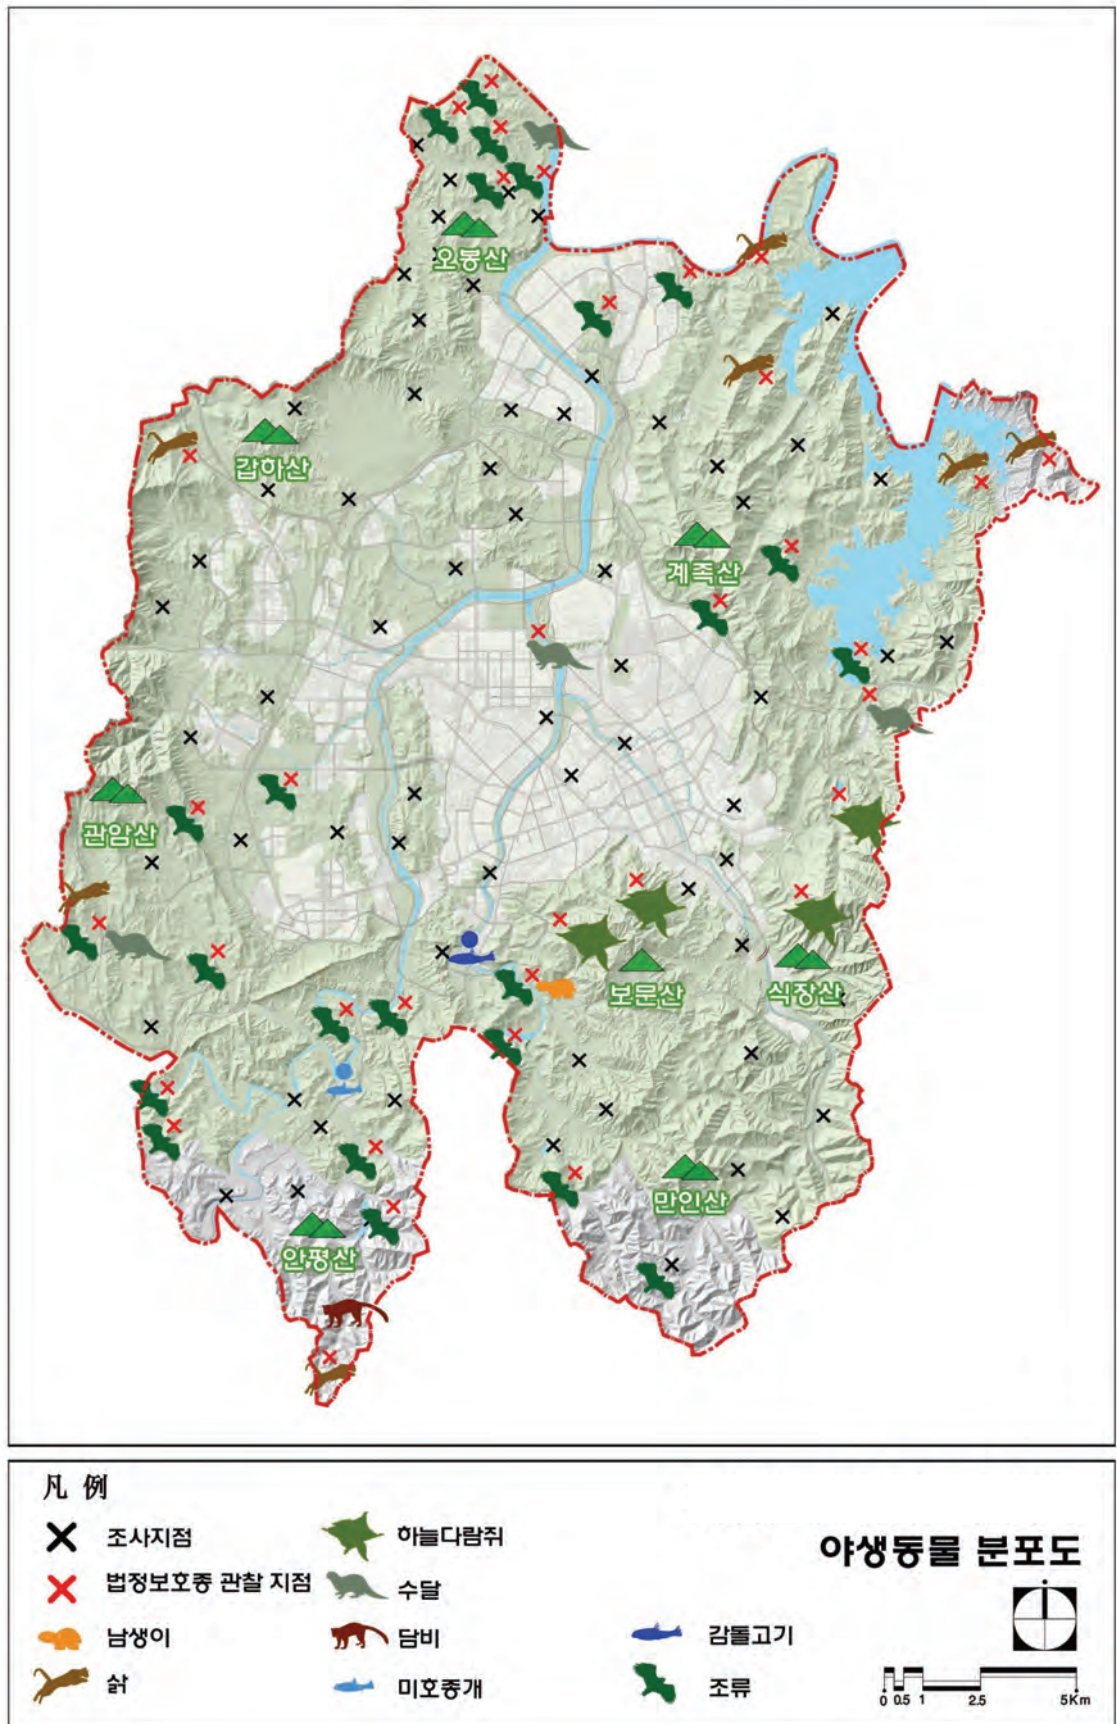 오봉산
갑하산
계족산
관암산
보문산
식장산
만인산
안평산
凡 例
조사지점
하늘다람쥐
야생동물 분포도
법정보호종 관찰 지점
수달
남생이
담비
감돌고기
삵
미호종개
조류
0 0.5 1 2.5 5Km